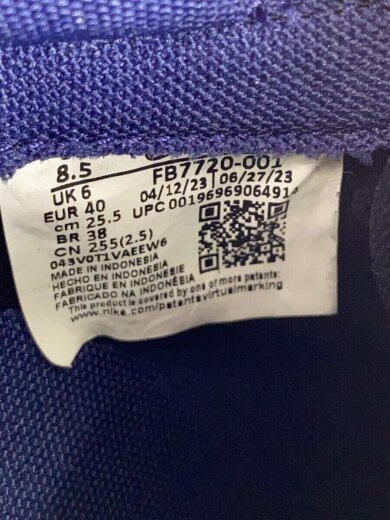 8.5
UK 6
EUR 40
cm 25.5
BR 38
CN 255(2.5)
043V0T1VAEEW6
FB7720-001
04/12/23 06/27/23
UPC 00196969064914
MADE IN INDONESIA
HECHO EN INDONESIA
FABRIQUE EN INDONÉSIE
FABRICADO NA INDONÉSIA
This product is covered by one or more patents:
www.nike.com/patentsvirtualmarking